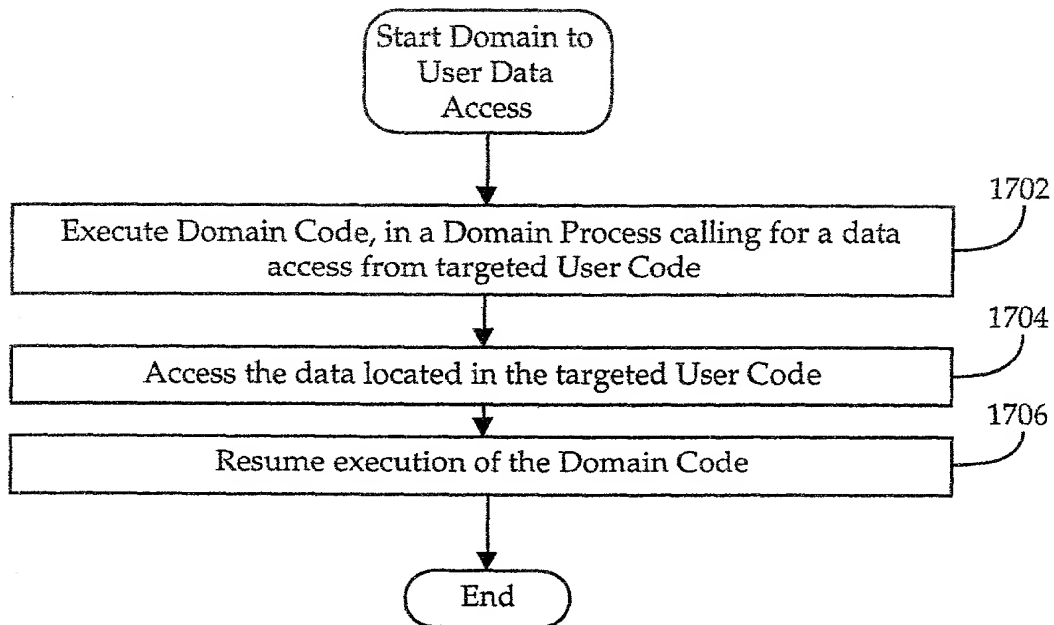 Start Domain to
User Data
Access
1702
Execute Domain Code, in a Domain Process calling for a data
access from targeted User Code
1704
Access the data located in the targeted User Code
1706
Resume execution of the Domain Code
End